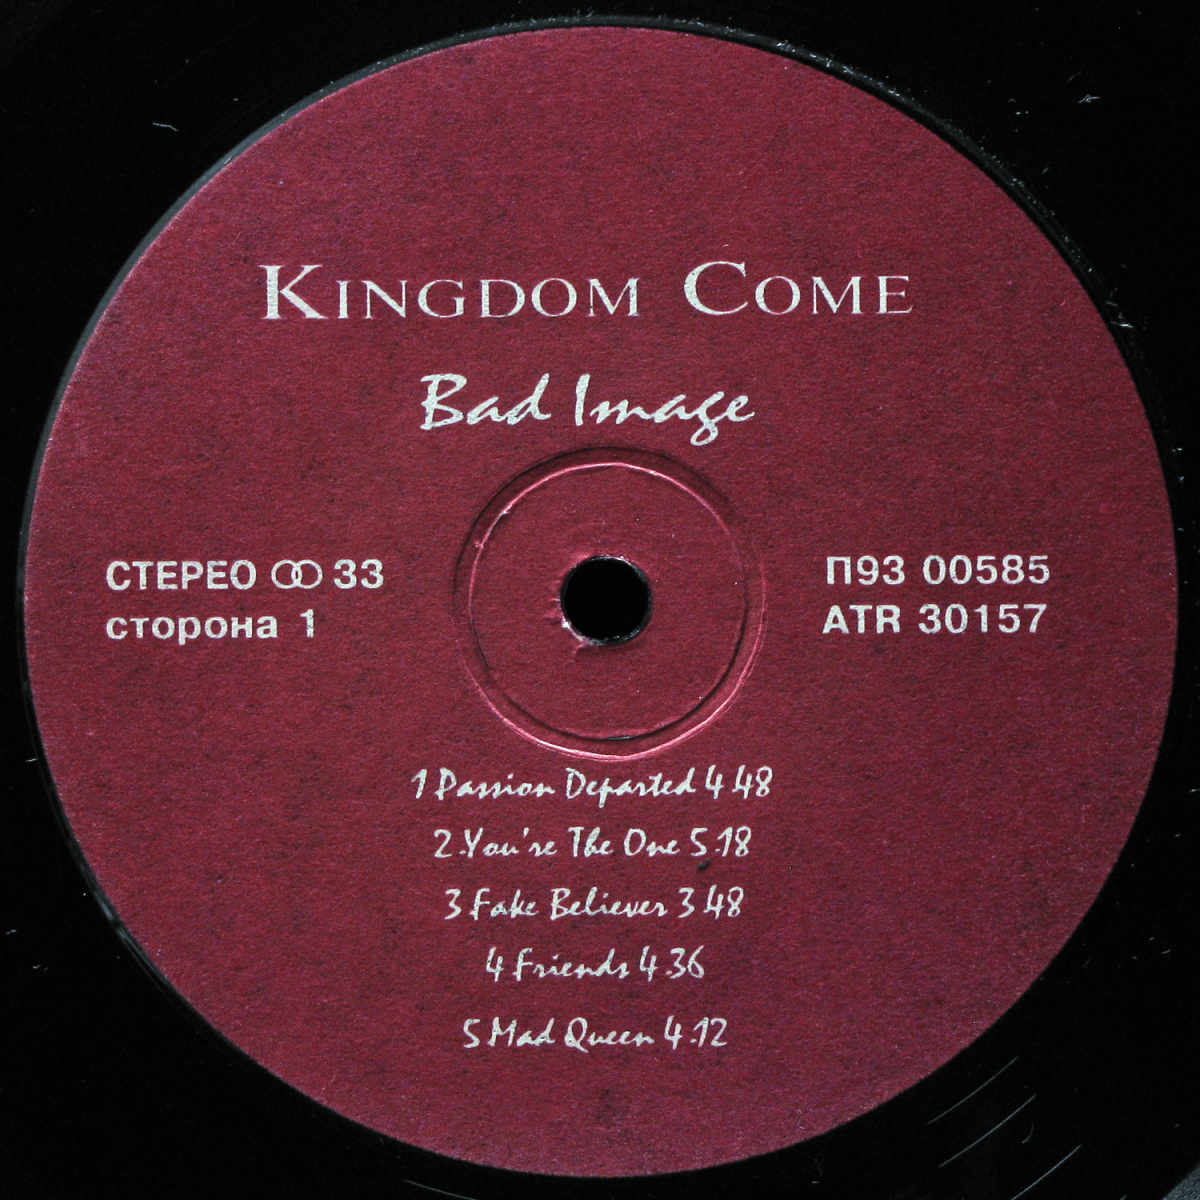 KINGDOM COME
Bad Image
СТЕРЕО 33
сторона 1
П93 00585
ATR 30157
1 Passion Departed 4.48
2.You're The One 5.18
3 Fake Believer 3.48
4 Friends 4.36
5 Mad Queen 4.12